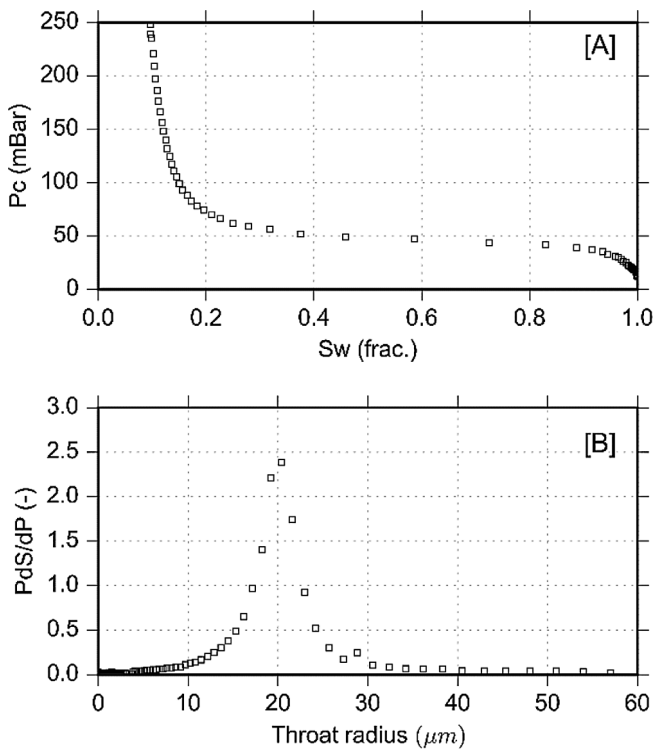 250
[A]
200
150
Pc (mBar)
100
50
0
0.0 0.2 0.4 0.6 0.8 1.0
Sw (frac.)
3.0
[B]
2.5
2.0
PdS/dP (-)
1.5
1.0
0.5
0.0
0 10 20 30 40 50 60
Throat radius (μm)